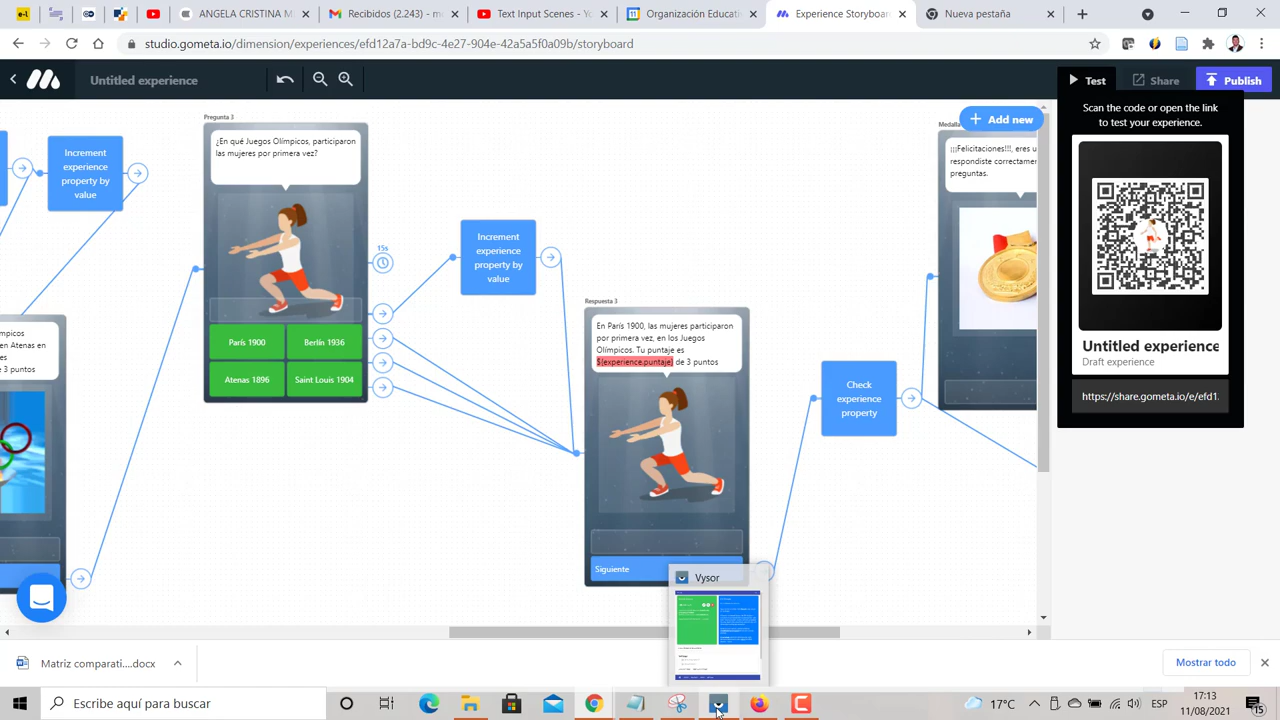 ANGELA CRISTINA M
Recibidos (2.243) - m
Text Input Scenes - Yo
Organización Educati
Experience Storyboar
Nueva pestaña
studio.gometa.io/dimension/experiences/efd12a7a-bd9c-4e27-904e-42a5a5f0a09b/storyboard
Untitled experience
Test
Share
Publish
Scan the code or open the link
to test your experience.
Untitled experience
Draft experience
https://share.gometa.io/e/efd1
Add new
Increment
experience
property by
value
Pregunta 3
¿En qué Juegos Olímpicos, participaron
las mujeres por primera vez?
15s
París 1900
Berlín 1936
Atenas 1896
Saint Louis 1904
Increment
experience
property by
value
Respuesta 3
En París 1900, las mujeres participaron
por primera vez, en los Juegos
Olímpicos. Tu puntaje es
${experience.puntaje} de 3 puntos
Siguiente
Check
experience
property
Medalla
¡¡¡Felicitaciones!!!, eres u
respondiste correctamen
preguntas.
ímpicos
en Atenas en
es
e 3 puntos
Vysor
Matriz comparati....docx
Mostrar todo
Escribe aquí para buscar
17°C
ESP
17:13
11/08/2021
15